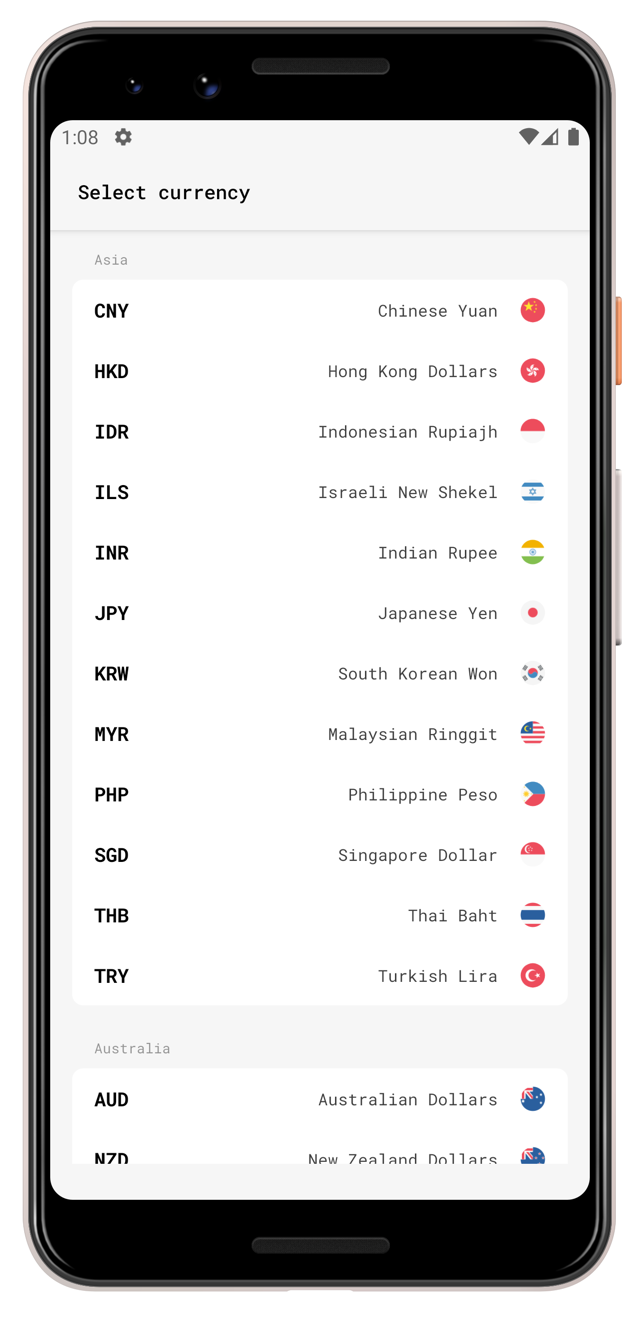 1:08
Select currency
Asia
CNY Chinese Yuan
HKD Hong Kong Dollars
IDR Indonesian Rupiajh
ILS Israeli New Shekel
INR Indian Rupee
JPY Japanese Yen
KRW South Korean Won
MYR Malaysian Ringgit
PHP Philippine Peso
SGD Singapore Dollar
THB Thai Baht
TRY Turkish Lira
Australia
AUD Australian Dollars
NZD New Zealand Dollars